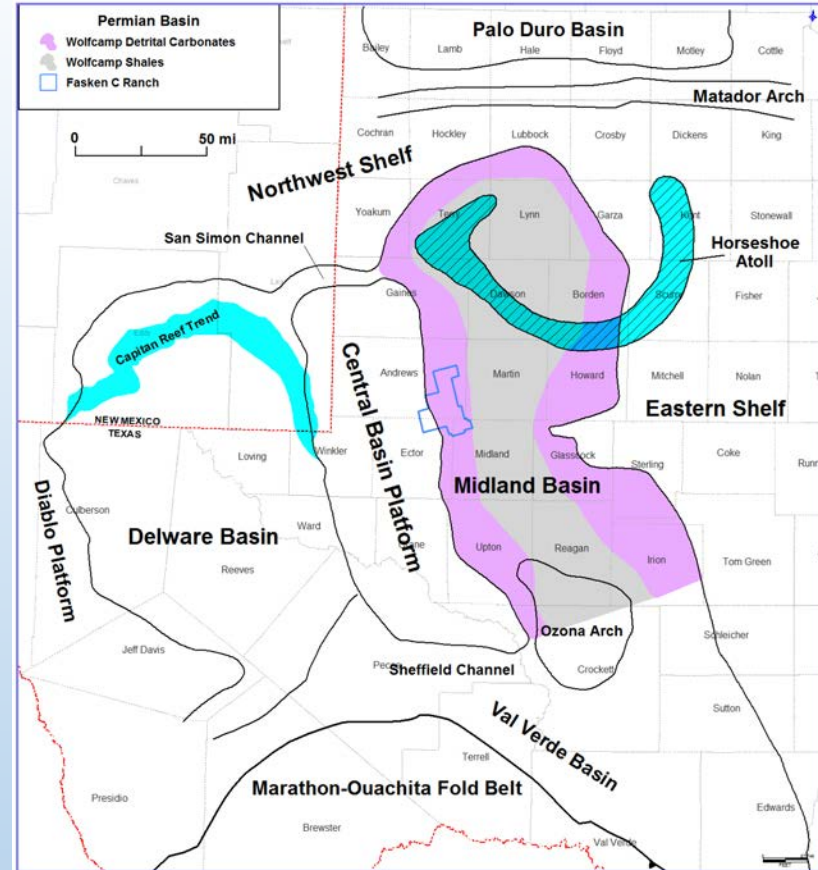 Permian Basin
Wolfcamp Detrital Carbonates
Wolfcamp Shales
Fasken C Ranch
0 50 mi
Palo Duro Basin
Bailey Lamb Hale Floyd Motley Cottle
Matador Arch
Cochran Hockley Lubbock Crosby Dickens King
Chaves
Northwest Shelf
Yoakum Terry Lynn Garza Kent Stonewall
San Simon Channel
Horsehoe
Atoll
Gaines Dawson Borden Scurry Fisher
Capitan Reef Trend
Central Basin Platform
Andrews Martin Howard Mitchell Nolan
Eastern Shelf
NEW MEXICO
TEXAS
Loving Winkler Ector Midland Glasscock Sterling Coke
Diablo Platform
Culberson
Midland Basin
Delware Basin
Ward
Reeves
Upton Reagan Irion Tom Green
Ozona Arch
Schleicher
Jeff Davis
Sheffield Channel
Crockett
Sutton
Val Verde Basin
Terrell
Marathon-Ouachita Fold Belt
Presidio
Edwards
Brewster
Val Verde